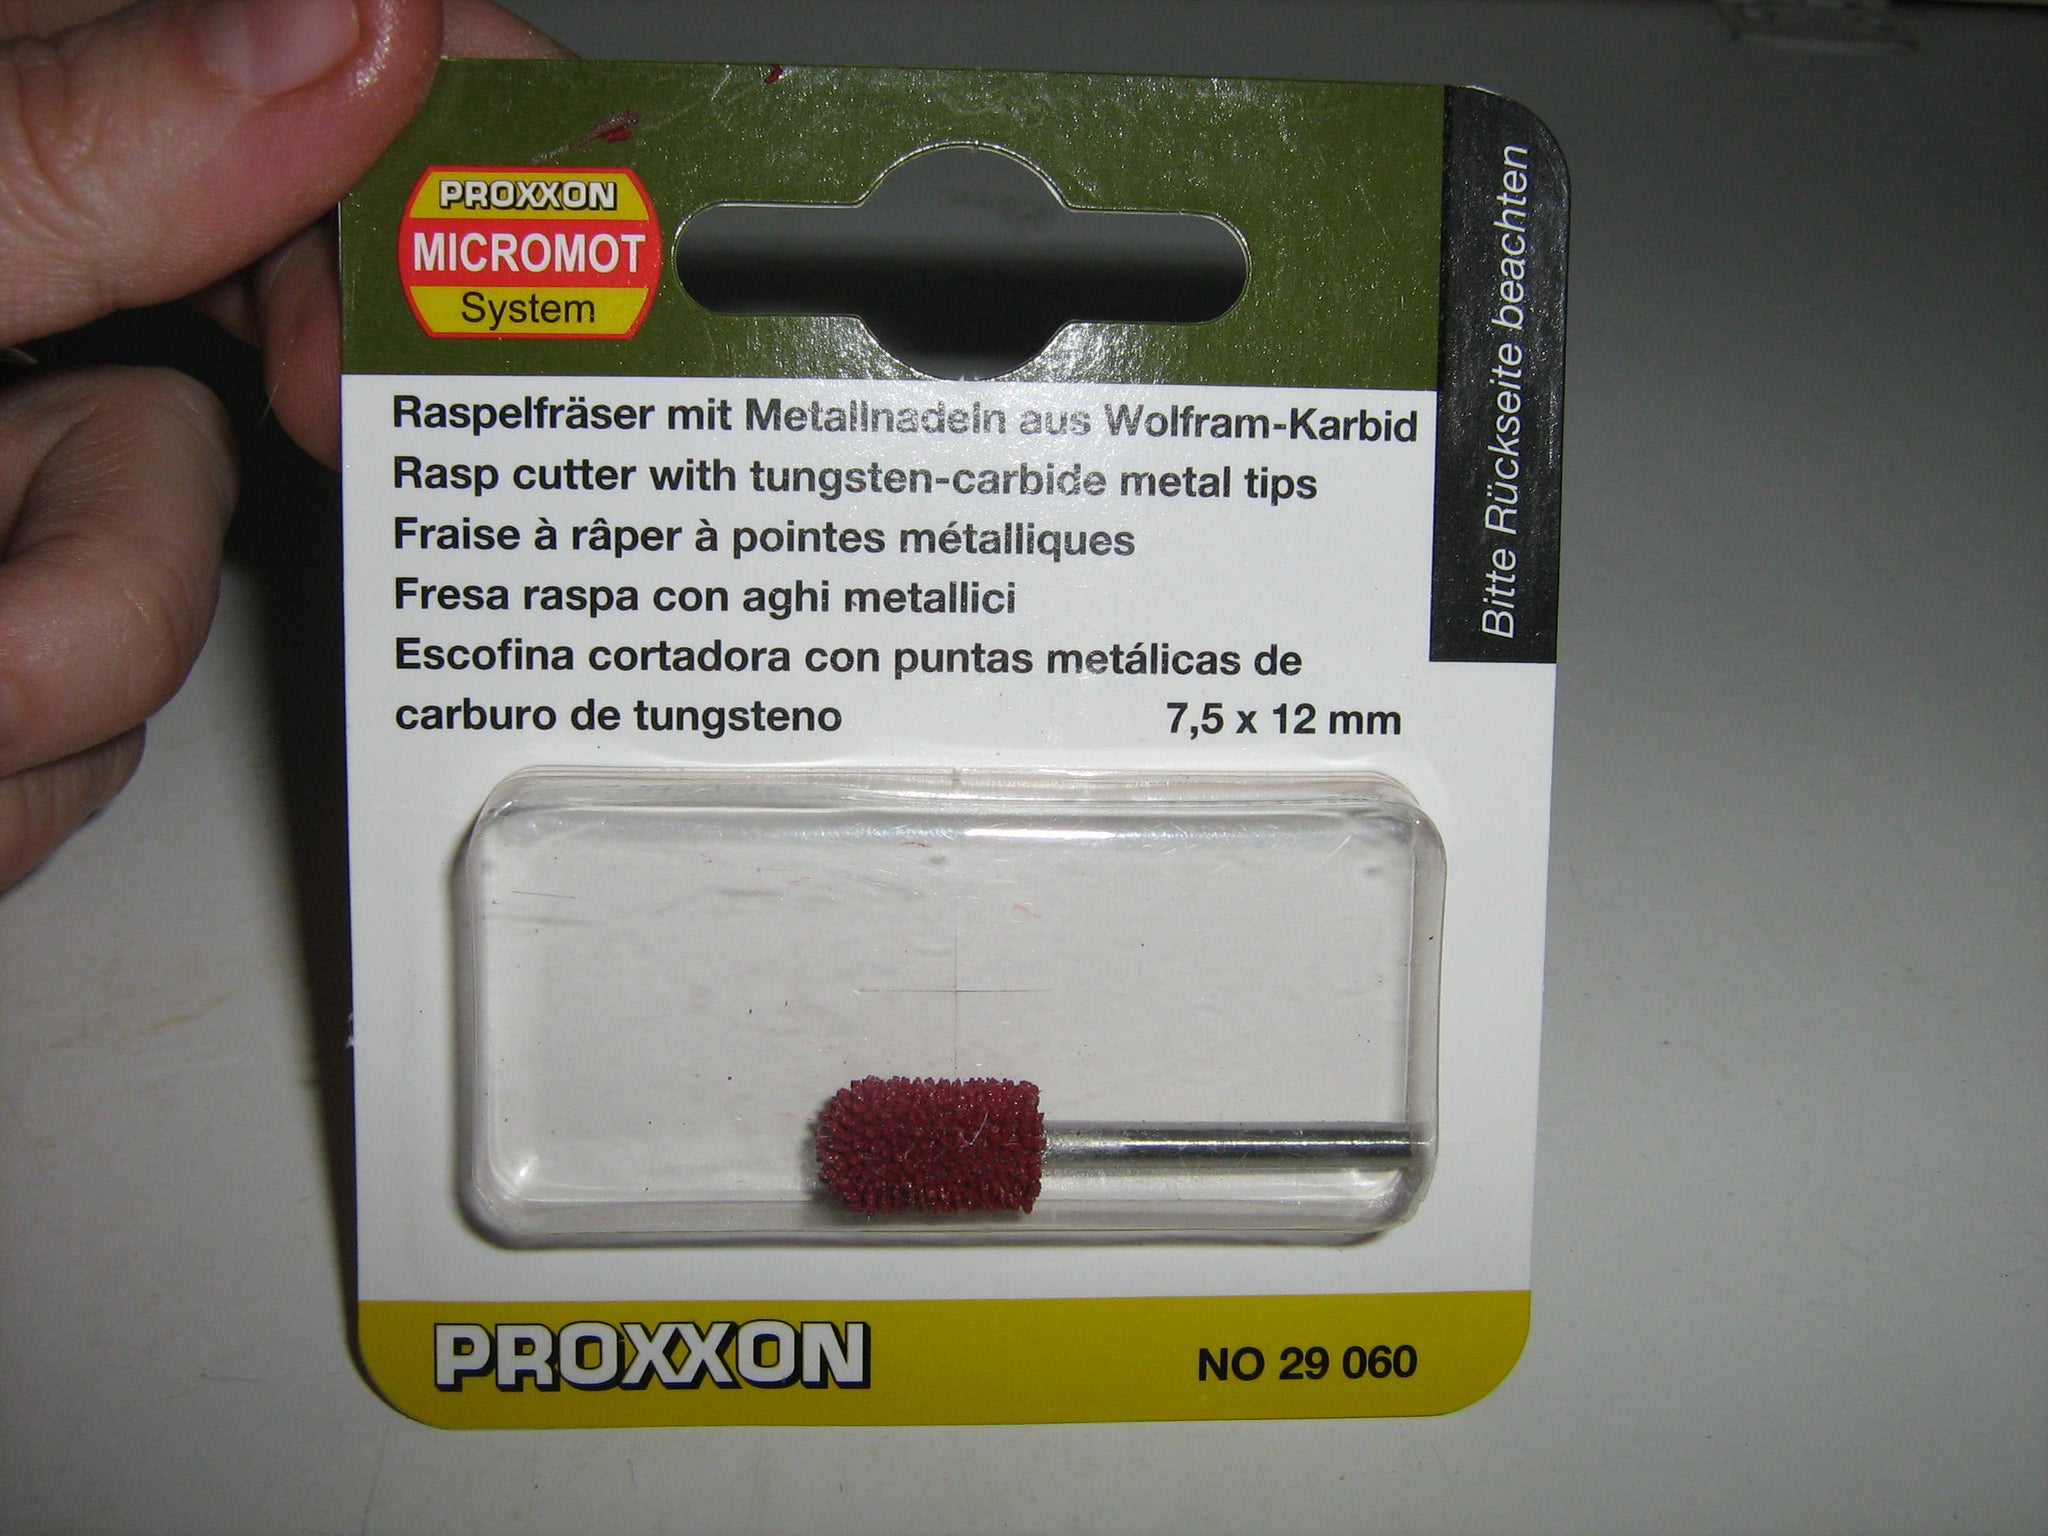 PROXXON
MICROMOT
System
Bitte Rückseite beachten
Raspelfräser mit Metallnadeln aus Wolfram-Karbid
Rasp cutter with tungsten-carbide metal tips
Fraise à râper à pointes métalliques
Fresa raspa con aghi metallici
Escofina cortadora con puntas metálicas de
carburo de tungsteno 7,5 x 12 mm
PROXXON NO 29 060